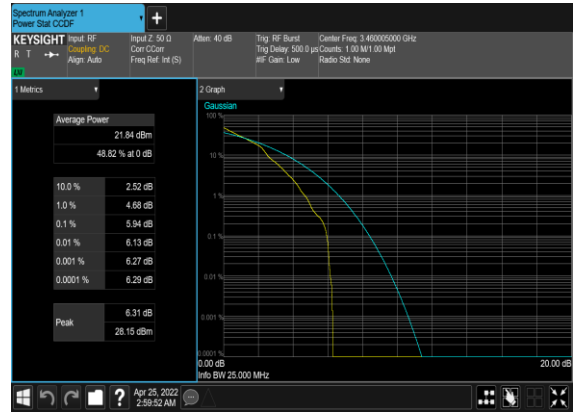 Spectrum Analyzer 1
Power Stat CCDF
KEYSIGHT
R T
LXI
Input: RF
Coupling: DC
Align: Auto
Input Z: 50 Ω
Corr CCorr
Freq Ref: Int (S)
Atten: 40 dB
Trig: RF Burst
Trig Delay: 500.0 µs
#IF Gain: Low
Center Freq: 3.460005000 GHz
Counts: 1.00 M/1.00 Mpt
Radio Std: None
1 Metrics
Average Power
21.84 dBm
48.82 % at 0 dB
10.0 % 2.52 dB
1.0 % 4.68 dB
0.1 % 5.94 dB
0.01 % 6.13 dB
0.001 % 6.27 dB
0.0001 % 6.29 dB
Peak
6.31 dB
28.15 dBm
2 Graph
Gaussian
100 %
10 %
1 %
0.1 %
0.01 %
0.001 %
0.0001 %
0.00 dB
20.00 dB
Info BW 25.000 MHz
?
Apr 25, 2022
2:59:52 AM